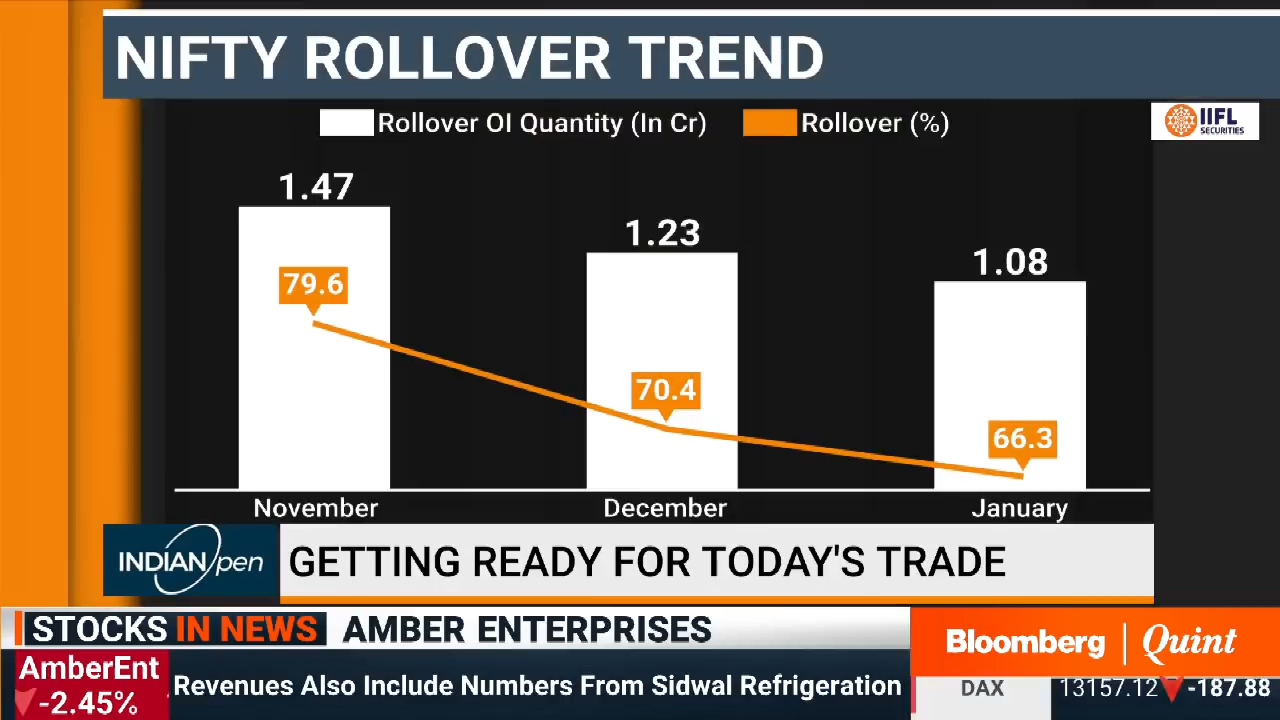 NIFTY ROLLOVER TREND
Rollover OI Quantity (In Cr) Rollover (%)
IIFL
SECURITIES
1.47
1.23
1.08
79.6
70.4
66.3
November December January
INDIAN Open
GETTING READY FOR TODAY'S TRADE
STOCKS IN NEWS AMBER ENTERPRISES
Bloomberg | Quint
AmberEnt
-2.45%
Revenues Also Include Numbers From Sidwal Refrigeration
DAX 13157.12 -187.88